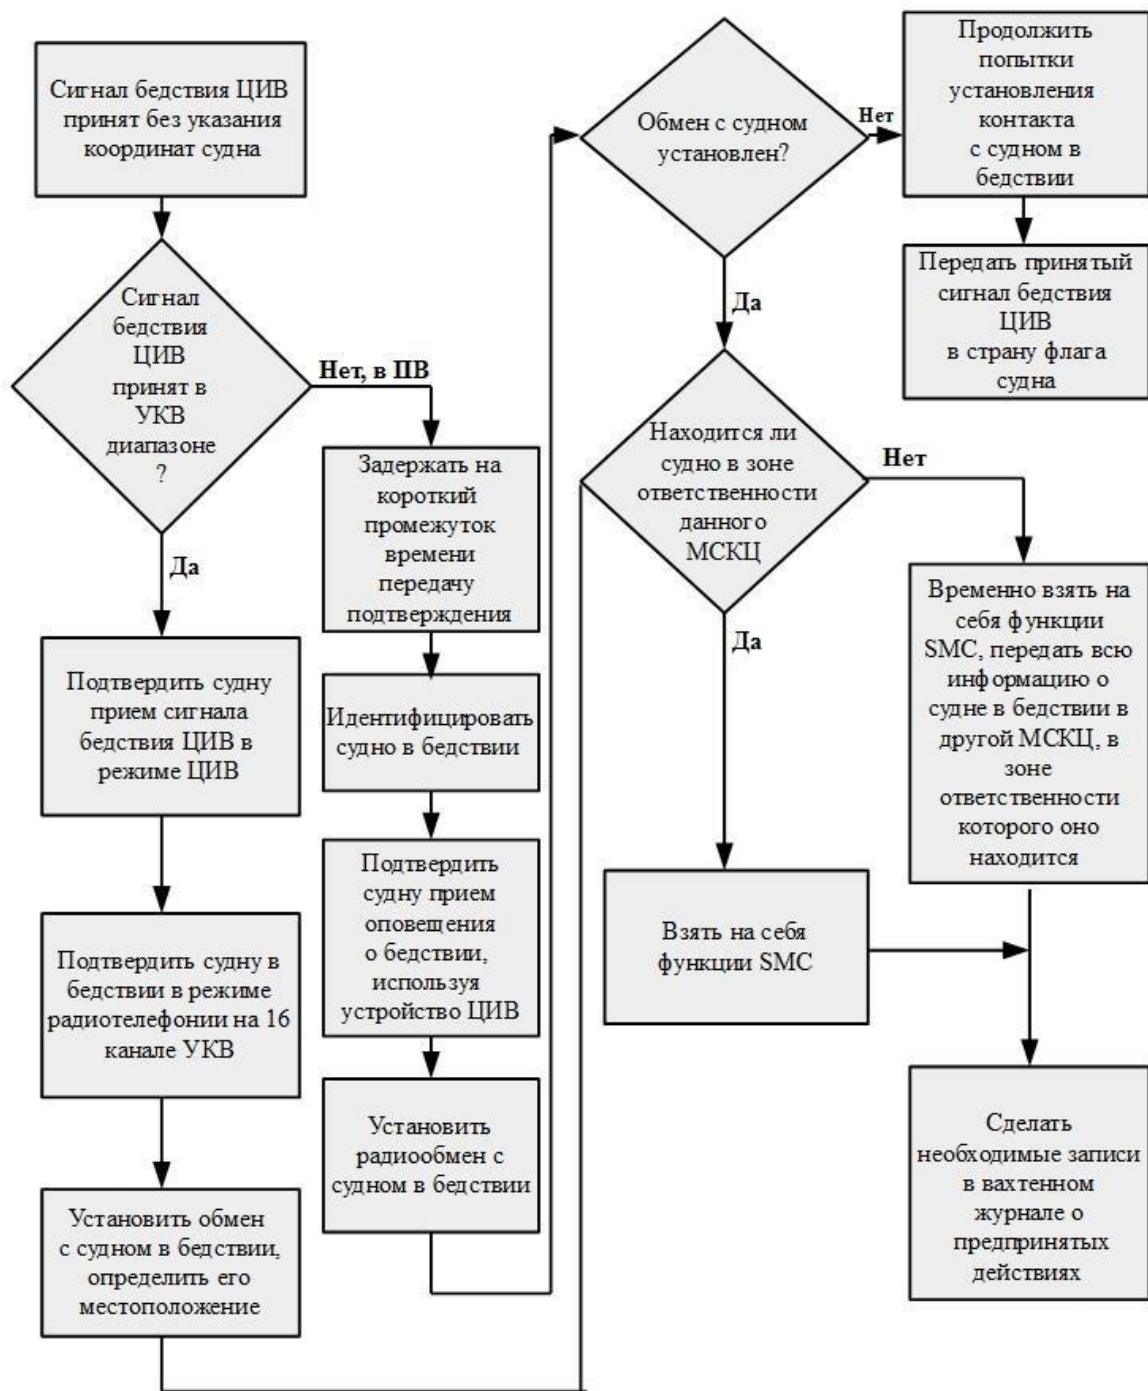 Сигнал бедствия ЦИВ
принят без указания
координат судна
Сигнал
бедствия
ЦИВ
принят в
УКВ
диапазоне
?
Нет, в ПВ
Да
Подтвердить судну
прием сигнала
бедствия ЦИВ в
режиме ЦИВ
Подтвердить судну в
бедствии в режиме
радиотелефонии на 16
канале УКВ
Установить обмен
с судном в бедствии,
определить его
местоположение
Задержать на
короткий
промежуток
времени
передачу
подтверждения
Идентифицировать
судно в бедствии
Подтвердить
судну прием
оповещения
о бедствии,
используя
устройство ЦИВ
Установить
радиообмен с
судном в бедствии
Обмен с судном
установлен?
Нет
Да
Продолжить
попытки
установления
контакта
с судном в
бедствии
Передать принятый
сигнал бедствия
ЦИВ
в страну флага
судна
Находится ли
судно в зоне
ответственности
данного
МСКЦ
Нет
Да
Временно взять на
себя функции
SMC, передать всю
информацию о
судне в бедствии в
другой МСКЦ, в
зоне
ответственности
которого оно
находится
Взять на себя
функции SMC
Сделать
необходимые записи
в вахтенном
журнале о
предпринятых
действиях